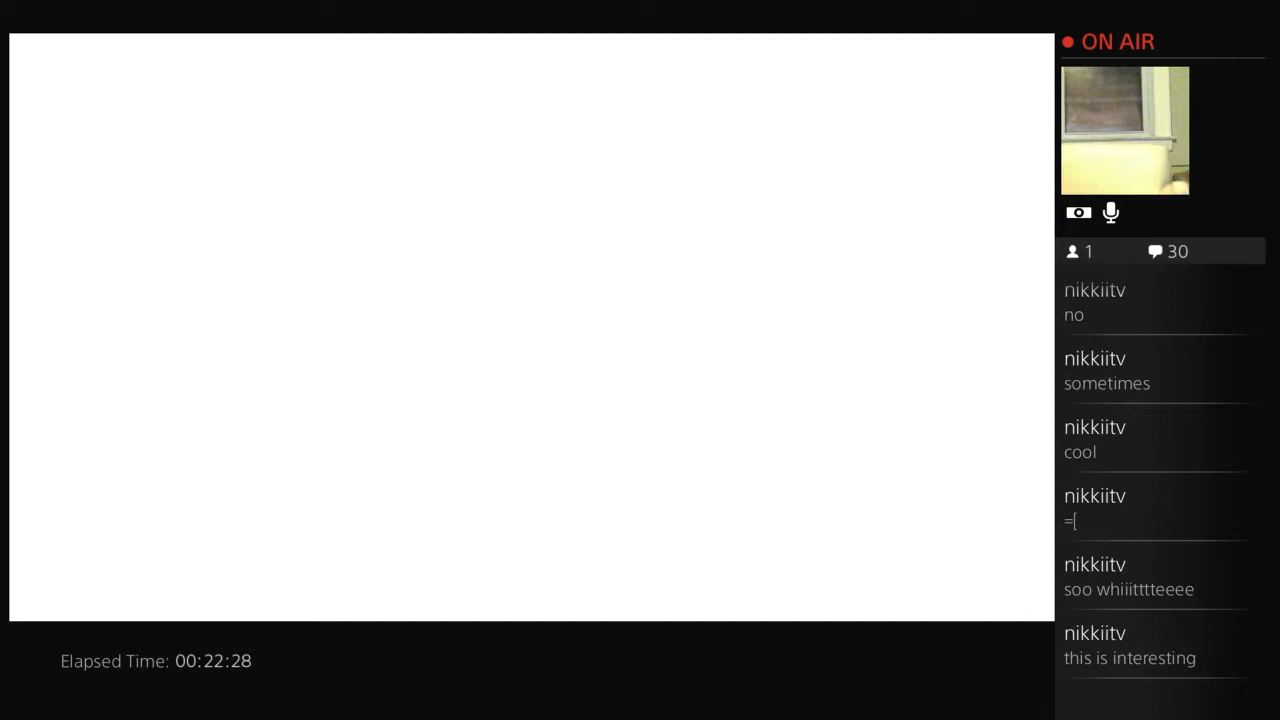 ON AIR
1 30
nikkiitv
no
nikkiitv
sometimes
nikkiitv
cool
nikkiitv
=[
nikkiitv
soo whiiitttteeee
nikkiitv
this is interesting
Elapsed Time: 00:22:28